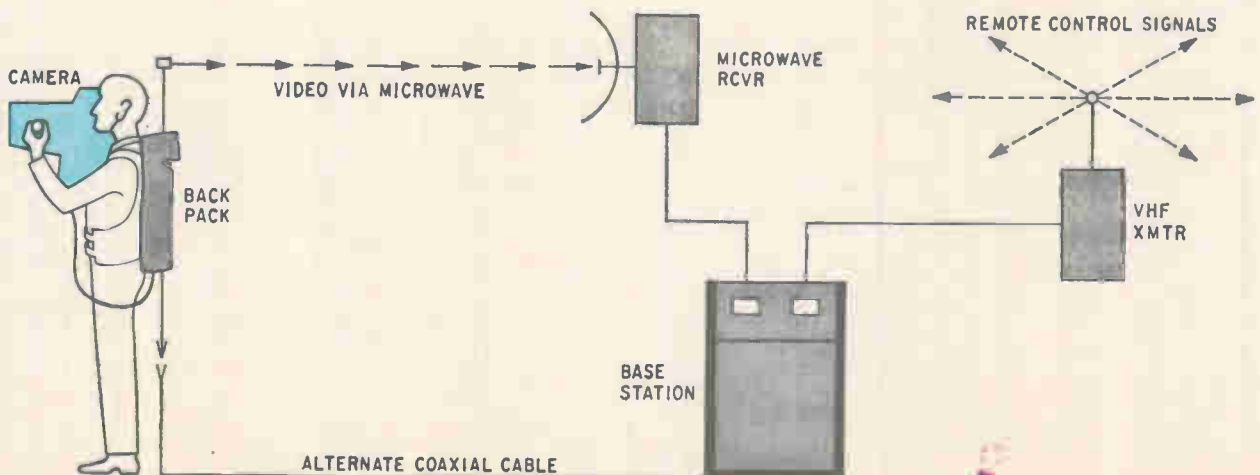 CAMERA
VIDEO VIA MICROWAVE
MICROWAVE
RCVR
REMOTE CONTROL SIGNALS
BACK
PACK
VHF
XMTR
BASE
STATION
ALTERNATE COAXIAL CABLE